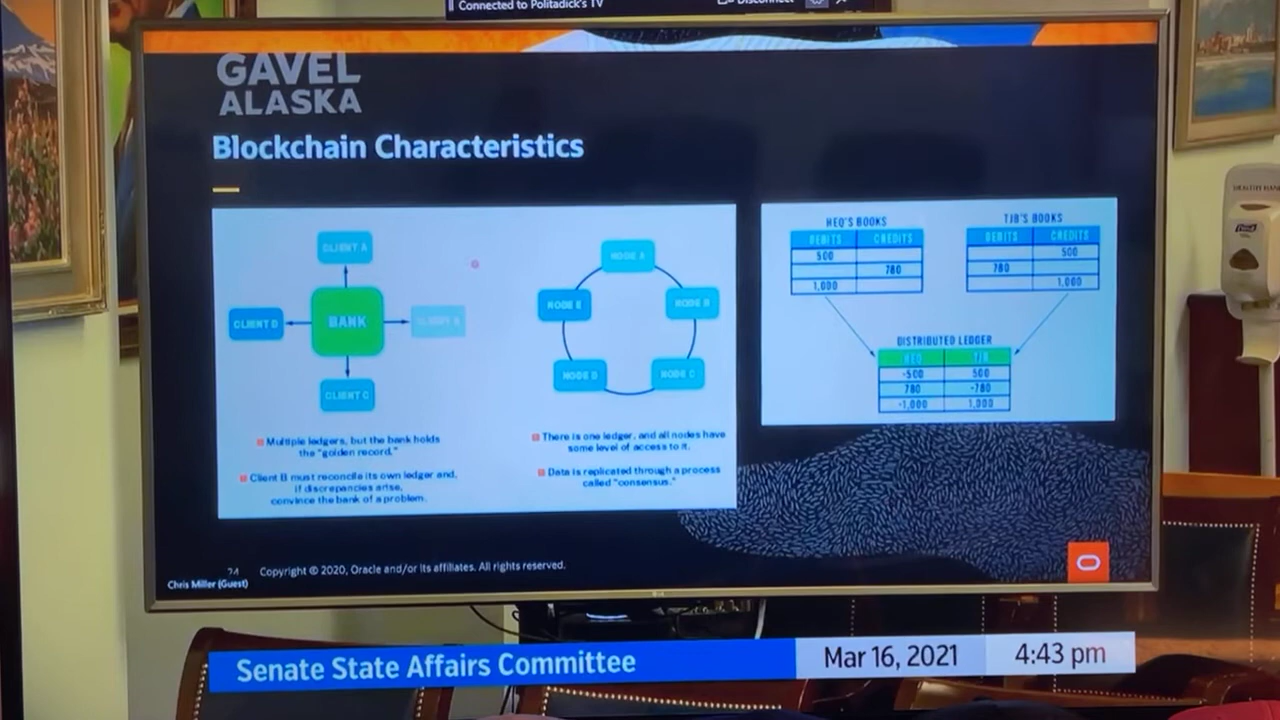 Connected to Politadick's TV
Disconnect
GAVEL
ALASKA
Blockchain Characteristics
CLIENT A
CLIENT D
BANK
CLIENT B
CLIENT C
Multiple ledgers, but the bank holds
the "golden record."
Client B must reconcile its own ledger and,
if discrepancies arise,
convince the bank of a problem.
NODE A
NODE E
NODE B
NODE D
NODE C
There is one ledger, and all nodes have
some level of access to it.
Data is replicated through a process
called "consensus."
HEQ'S BOOKS
DEBITS CREDITS
500
780
1,000
TJB'S BOOKS
DEBITS CREDITS
500
780
1,000
DISTRIBUTED LEDGER
HEQ TJB
-500 500
780 -780
-1,000 1,000
24 Copyright © 2020, Oracle and/or its affiliates. All rights reserved.
Chris Miller (Guest)
Senate State Affairs Committee
Mar 16, 2021
4:43 pm